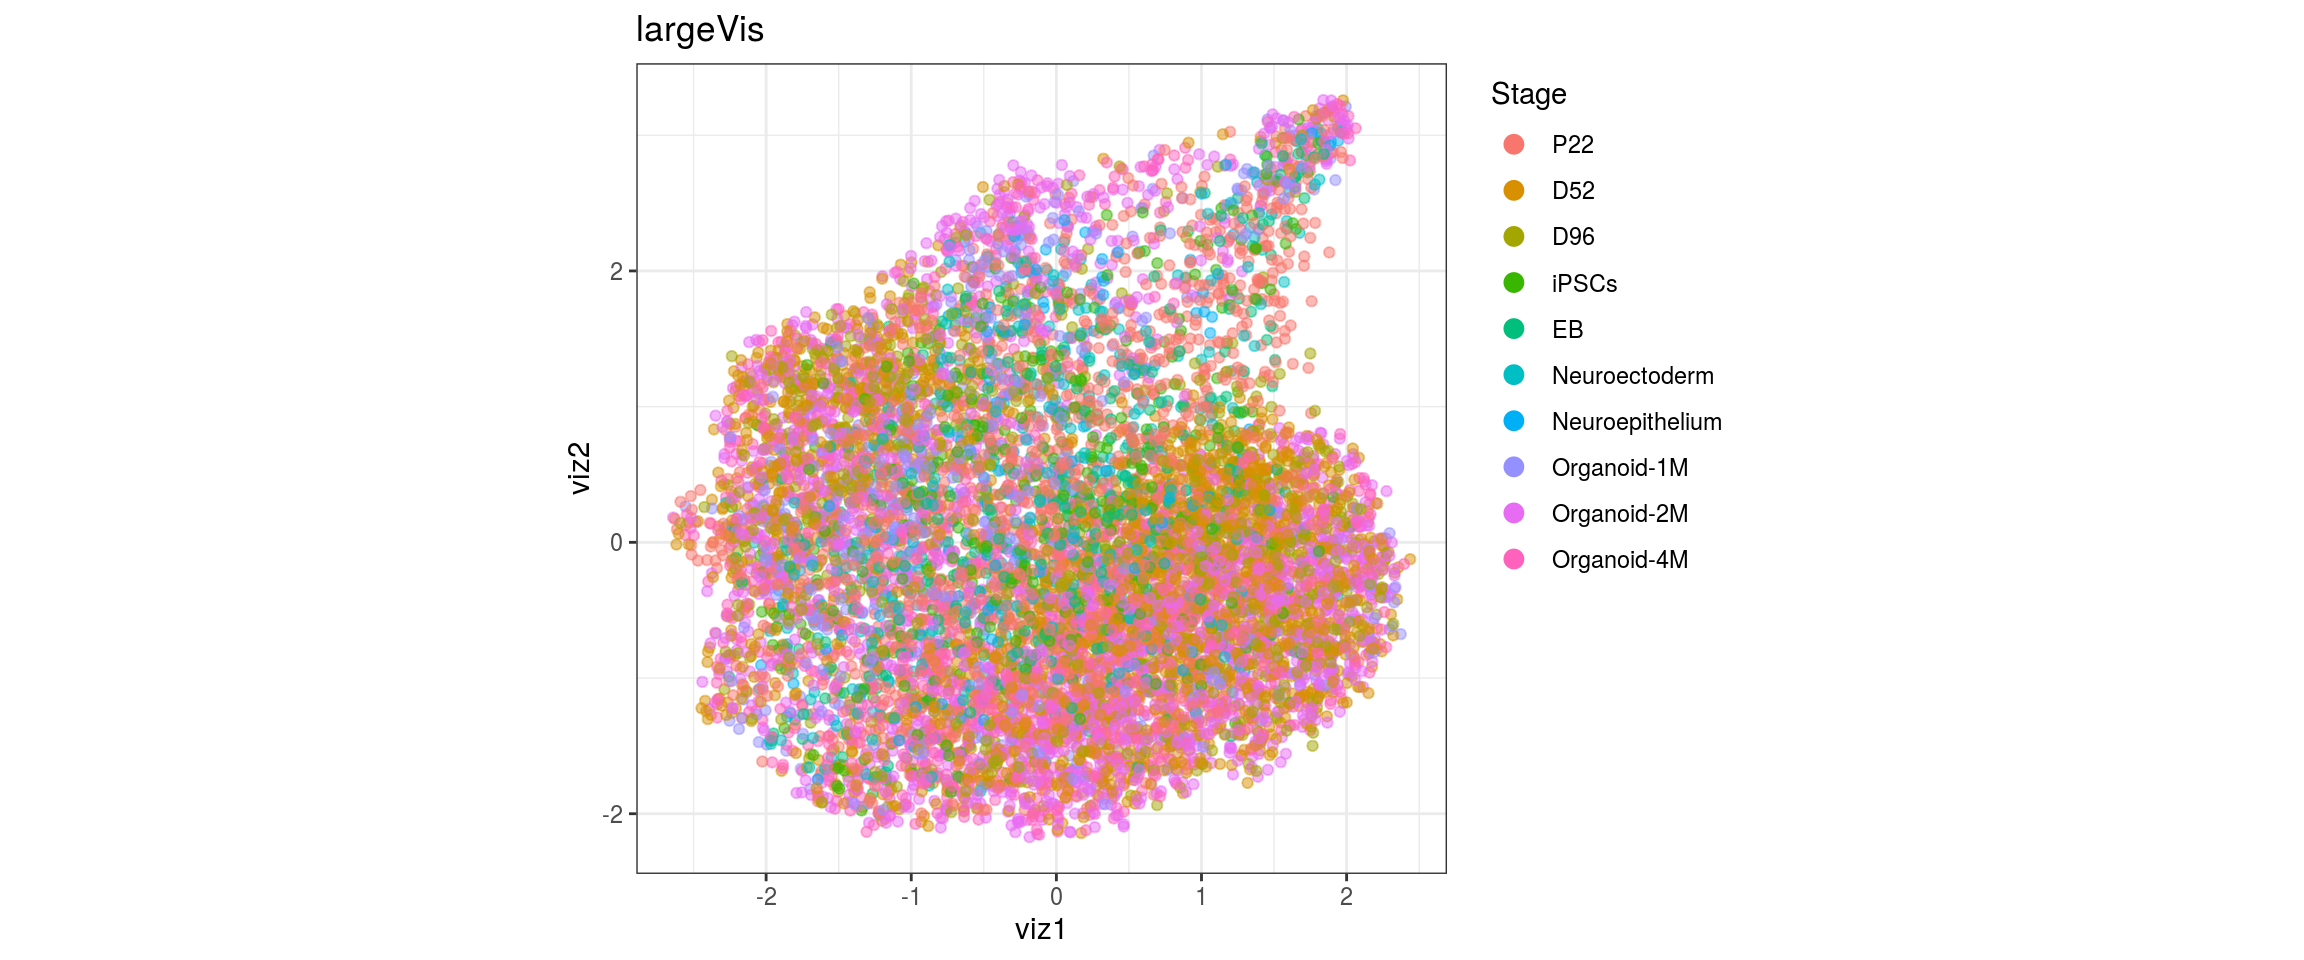 largeVis
viz2
2
0
-2
-2
-1
0
1
2
viz1
Stage
P22
D52
D96
iPSCs
EB
Neuroectoderm
Neuroepithelium
Organoid-1M
Organoid-2M
Organoid-4M